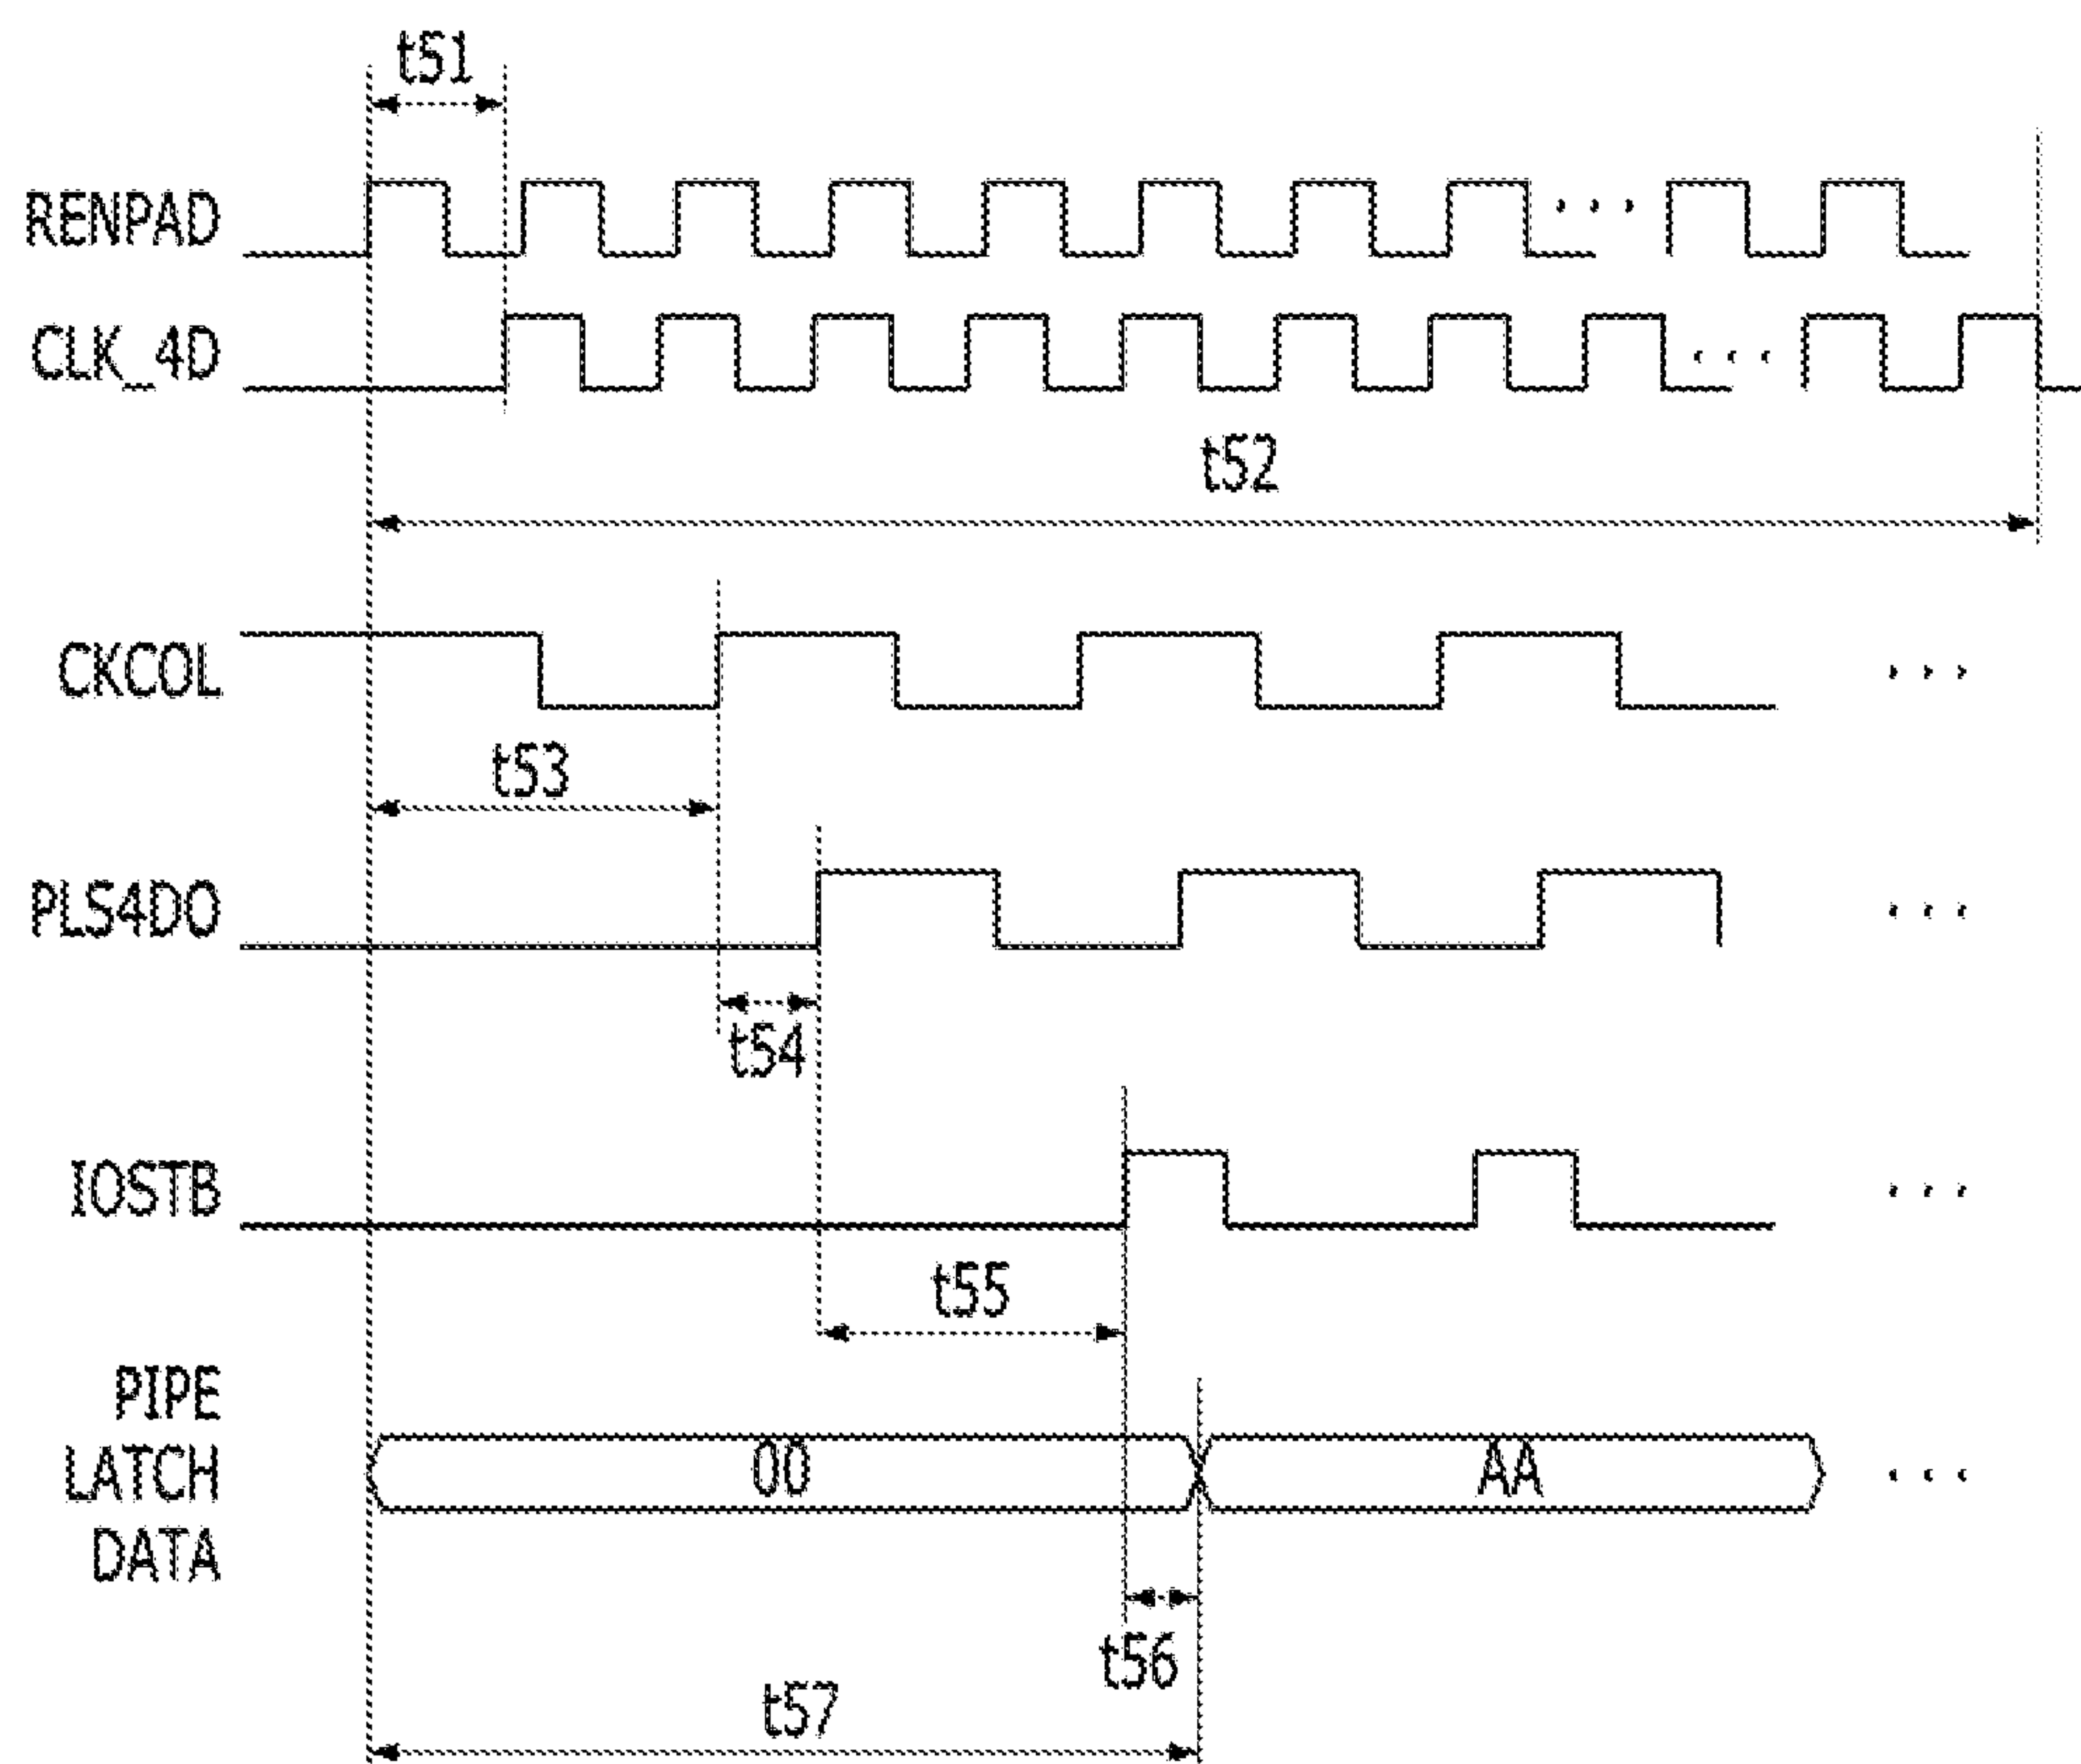 t51
RENPAD
...
CLK_4D
...
t52
CKCOL
...
t53
PLS4DO
...
t54
IOSTB
...
t55
PIPE
LATCH
DATA
00
AA
...
t56
t57